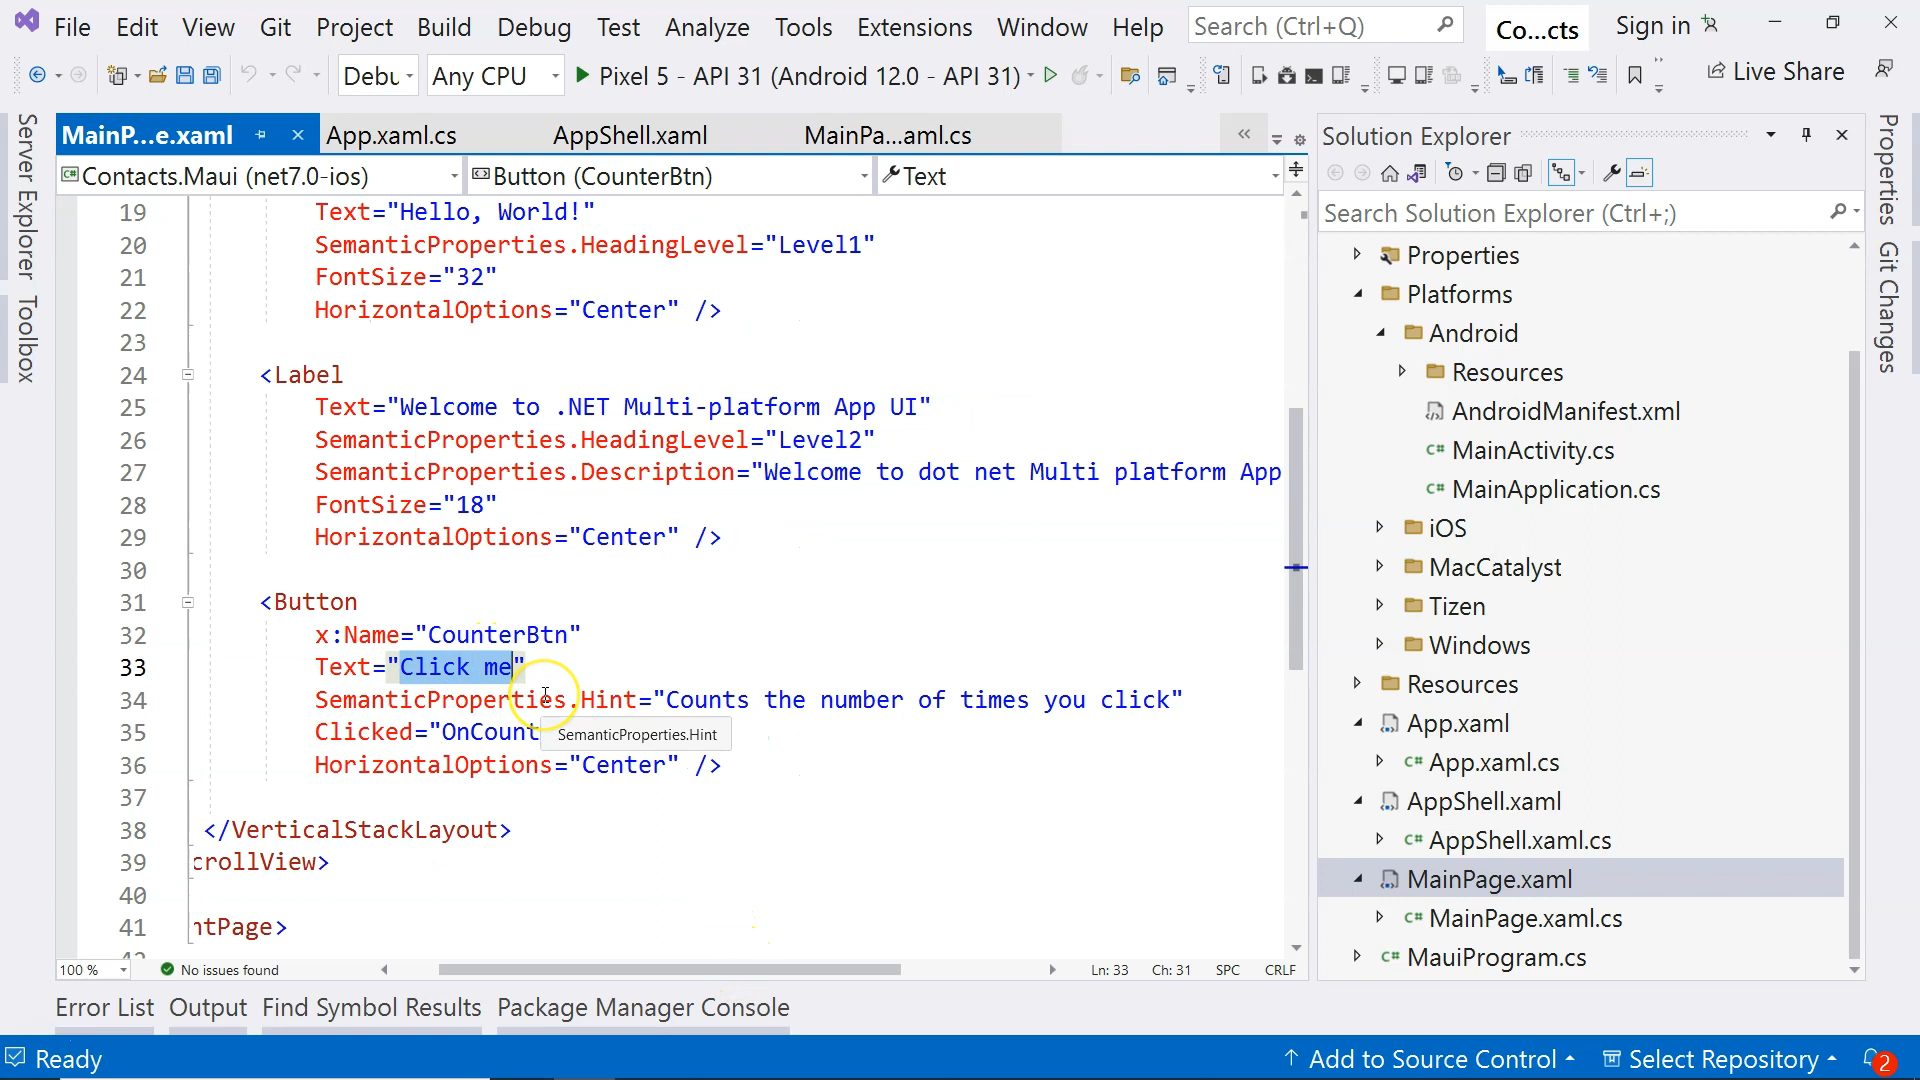 File Edit View Git Project Build Debug Test Analyze Tools Extensions Window Help Search (Ctrl+Q) Co...cts Sign in
Debu Any CPU Pixel 5 - API 31 (Android 12.0 - API 31) Live Share
MainP...e.xaml App.xaml.cs AppShell.xaml MainPa...aml.cs
Contacts.Maui (net7.0-ios) Button (CounterBtn) Text
19 Text="Hello, World!"
20 SemanticProperties.HeadingLevel="Level1"
21 FontSize="32"
22 HorizontalOptions="Center" />
23
24 <Label
25 Text="Welcome to .NET Multi-platform App UI"
26 SemanticProperties.HeadingLevel="Level2"
27 SemanticProperties.Description="Welcome to dot net Multi platform App
28 FontSize="18"
29 HorizontalOptions="Center" />
30
31 <Button
32 x:Name="CounterBtn"
33 Text="Click me"
34 SemanticProperties.Hint="Counts the number of times you click"
35 Clicked="OnCount
SemanticProperties.Hint
36 HorizontalOptions="Center" />
37
38 </VerticalStackLayout>
39 crollView>
40
41 ntPage>
100 % No issues found Ln: 33 Ch: 31 SPC CRLF
Server Explorer
Toolbox
Solution Explorer
Search Solution Explorer (Ctrl+;)
Properties
Platforms
Android
Resources
AndroidManifest.xml
MainActivity.cs
MainApplication.cs
iOS
MacCatalyst
Tizen
Windows
Resources
App.xaml
C# App.xaml.cs
AppShell.xaml
C# AppShell.xaml.cs
MainPage.xaml
C# MainPage.xaml.cs
C# MauiProgram.cs
Properties
Git Changes
Error List Output Find Symbol Results Package Manager Console
Ready Add to Source Control Select Repository 2